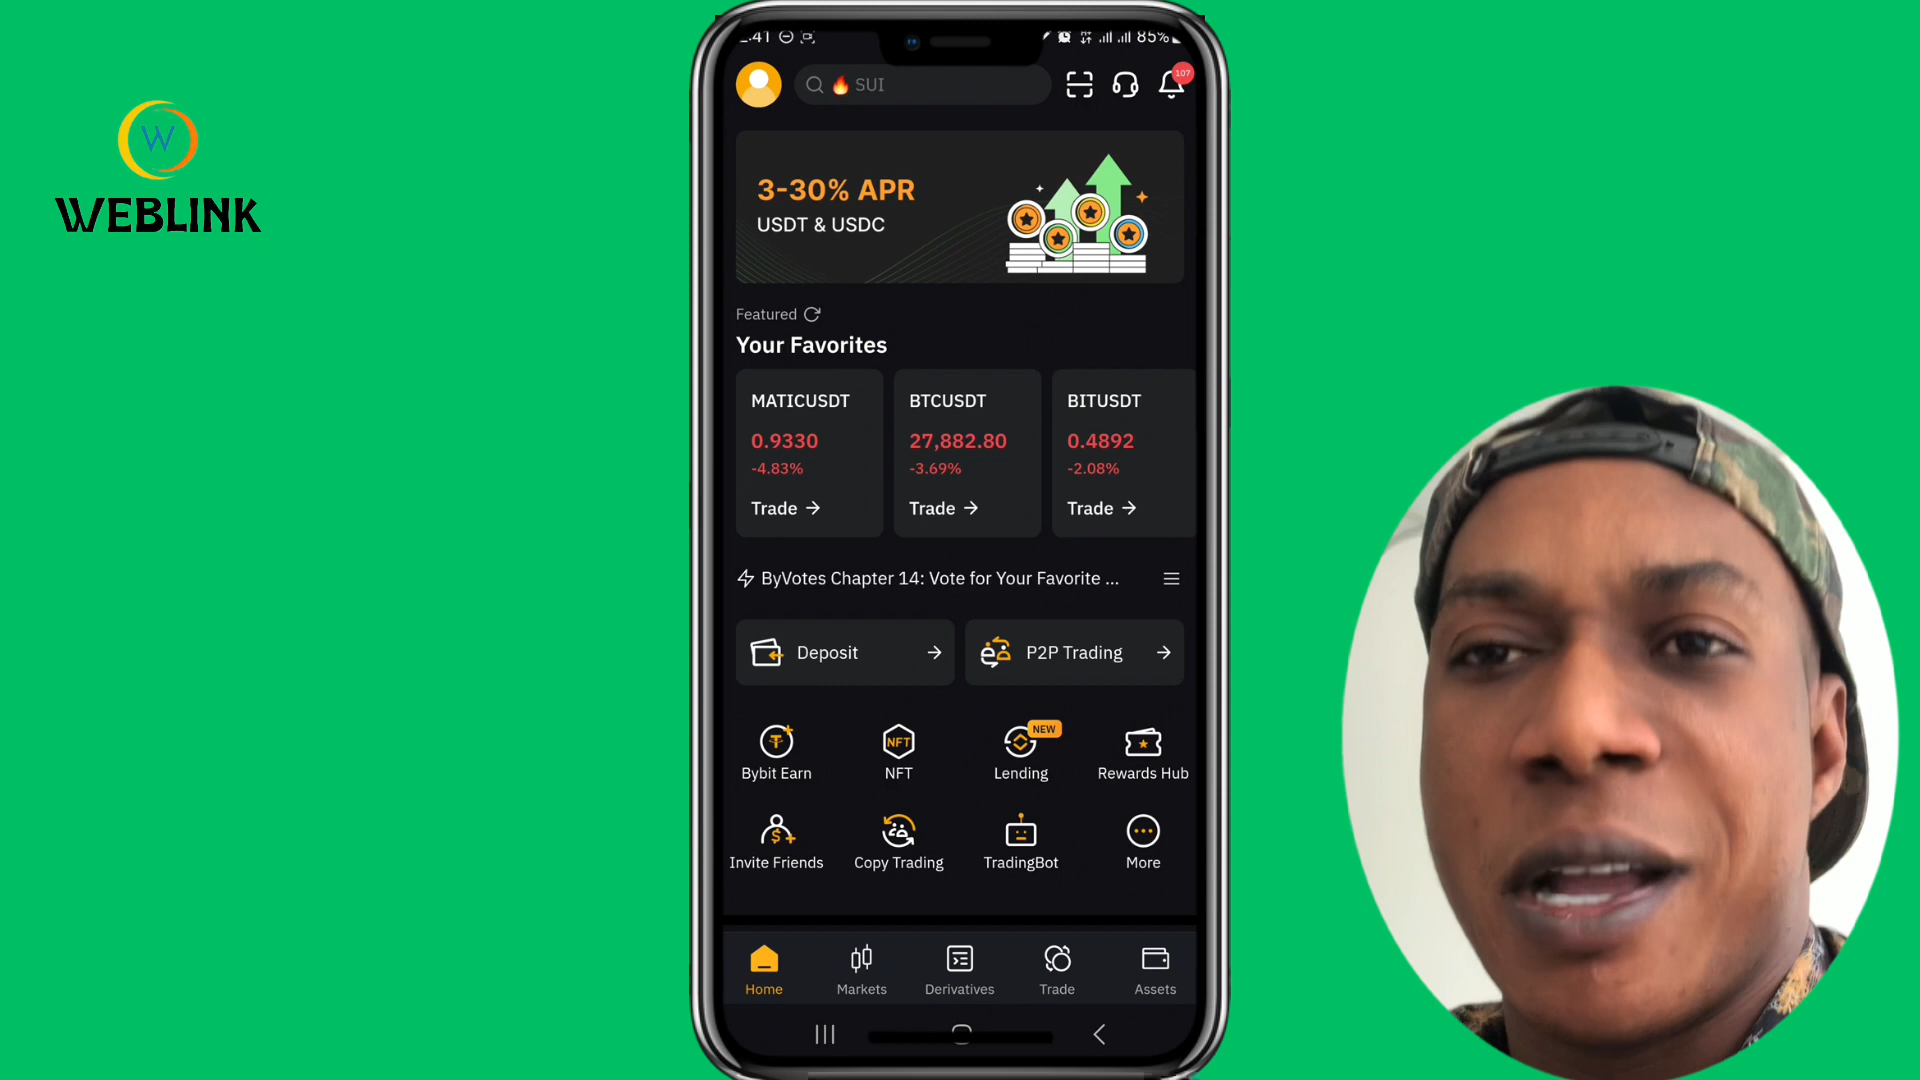 W
WEBLINK
:41
85%
SUI
107
3-30% APR
USDT & USDC
Featured
Your Favorites
MATICUSDT
0.9330
-4.83%
Trade
BTCUSDT
27,882.80
-3.69%
Trade
BITUSDT
0.4892
-2.08%
Trade
ByVotes Chapter 14: Vote for Your Favorite ...
Deposit
P2P Trading
Bybit Earn
NFT
NFT
NEW
Lending
Rewards Hub
Invite Friends
Copy Trading
TradingBot
More
Home
Markets
Derivatives
Trade
Assets